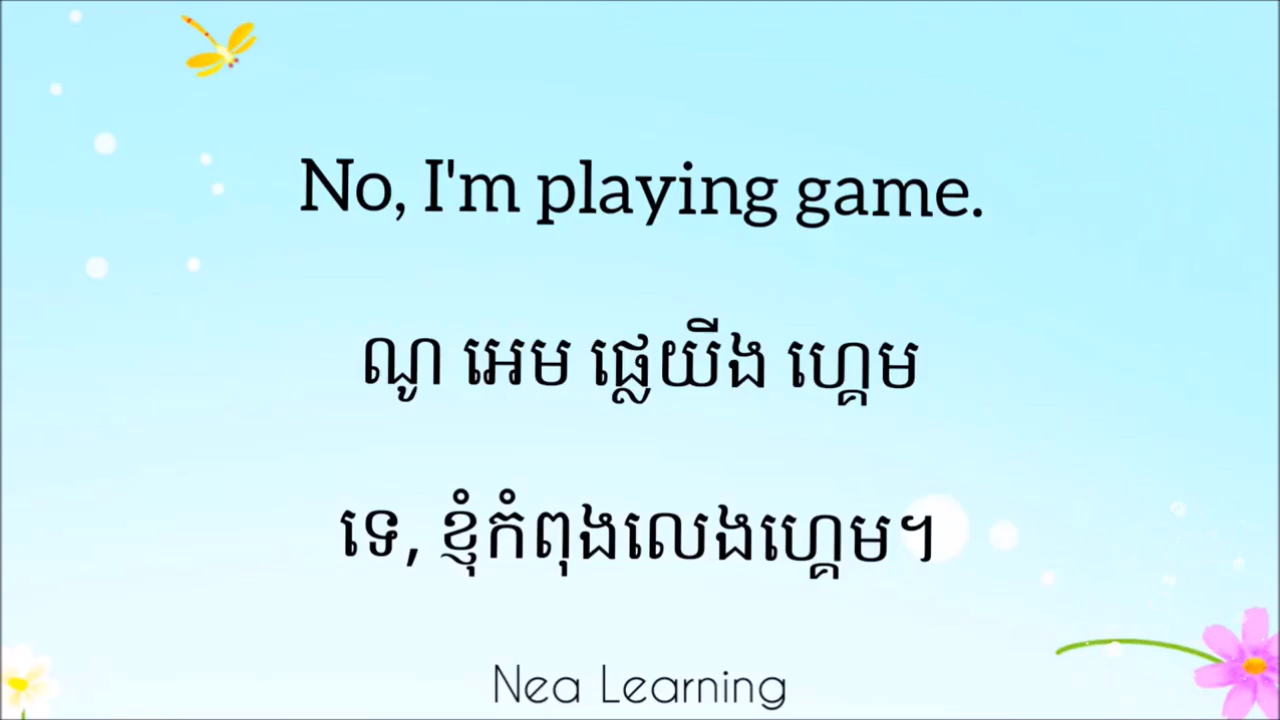 No, I'm playing game.
ណូ អេម ផ្លេយីង ហ្គេម
ទេ, ខ្ញុំកំពុងលេងហ្គេម។
Nea Learning